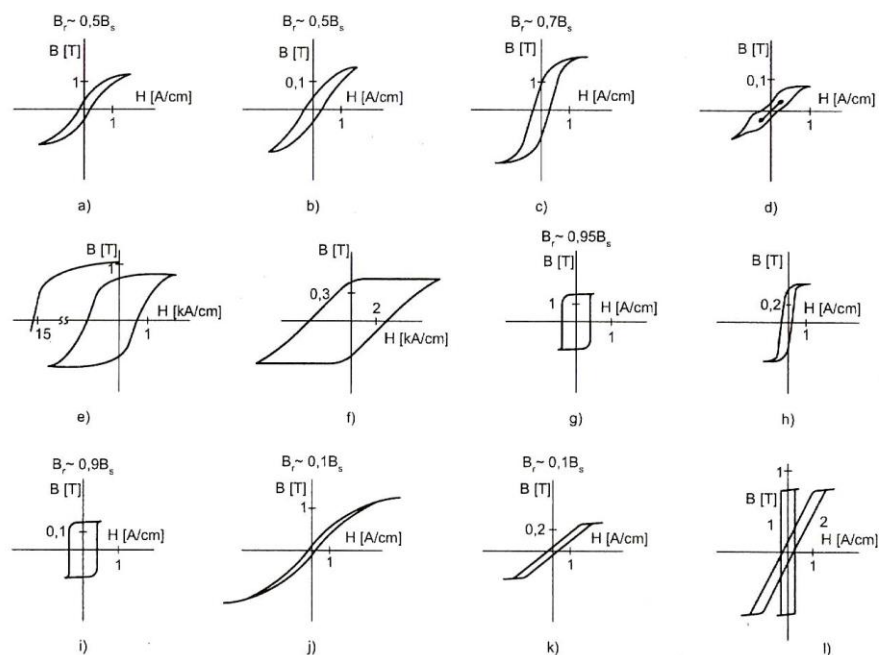 Bᵣ~ 0,5Bₛ
B [T]
1
H [A/cm]
1
a)
Bᵣ~ 0,5Bₛ
B [T]
0,1
H [A/cm]
1
b)
Bᵣ~ 0,7Bₛ
B [T]
1
H [A/cm]
1
c)
B [T]
0,1
H [A/cm]
1
d)
B [T]
1
H [kA/cm]
15
1
e)
B [T]
0,3
2
H [kA/cm]
f)
Bᵣ~ 0,95Bₛ
B [T]
1
H [A/cm]
1
g)
B [T]
0,2
H [A/cm]
1
h)
Bᵣ~ 0,9Bₛ
B [T]
0,1
H [A/cm]
1
i)
B [T]
1
H [A/cm]
1
j)
Bᵣ~ 0,1Bₛ
Bᵣ~ 0,1Bₛ
B [T]
0,2
H [A/cm]
1
k)
1
B [T]
1
2
H [A/cm]
1
l)